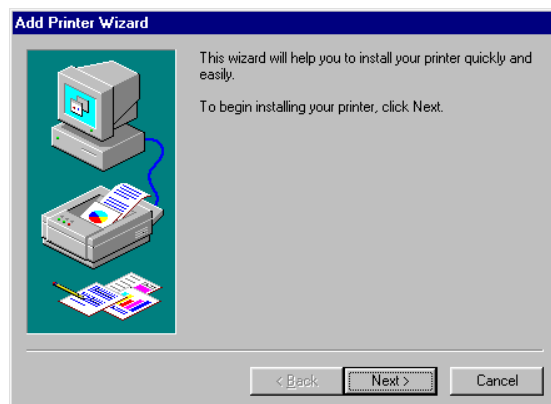 Add Printer Wizard
This wizard will help you to install your printer quickly and
easily.
To begin installing your printer, click Next.
< Back
Next >
Cancel